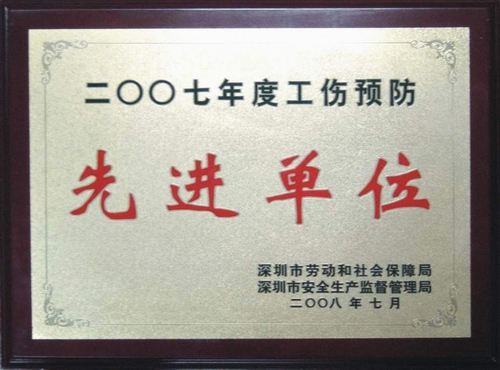 二〇〇七年度工伤预防
先进单位
深圳市劳动和社会保障局
深圳市安全生产监督管理局
二〇〇八年七月